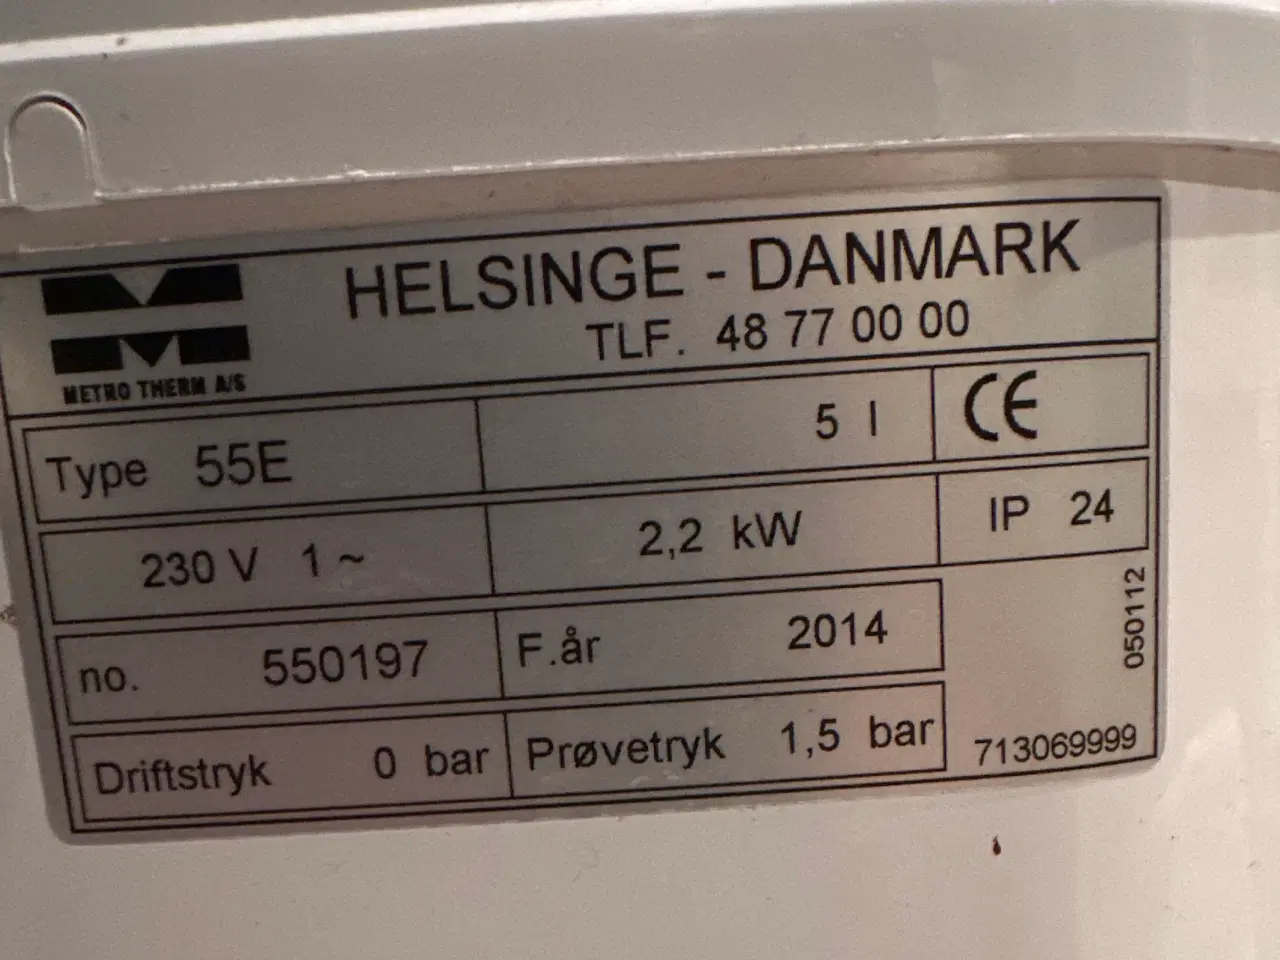 HELSINGE - DANMARK
TLF. 48 77 00 00
METRO THERM A/S
Type 55E 5 l CE
230 V 1 ~ 2,2 kW IP 24
no. 550197 F.år 2014
050112
Driftstryk 0 bar Prøvetryk 1,5 bar 713069999